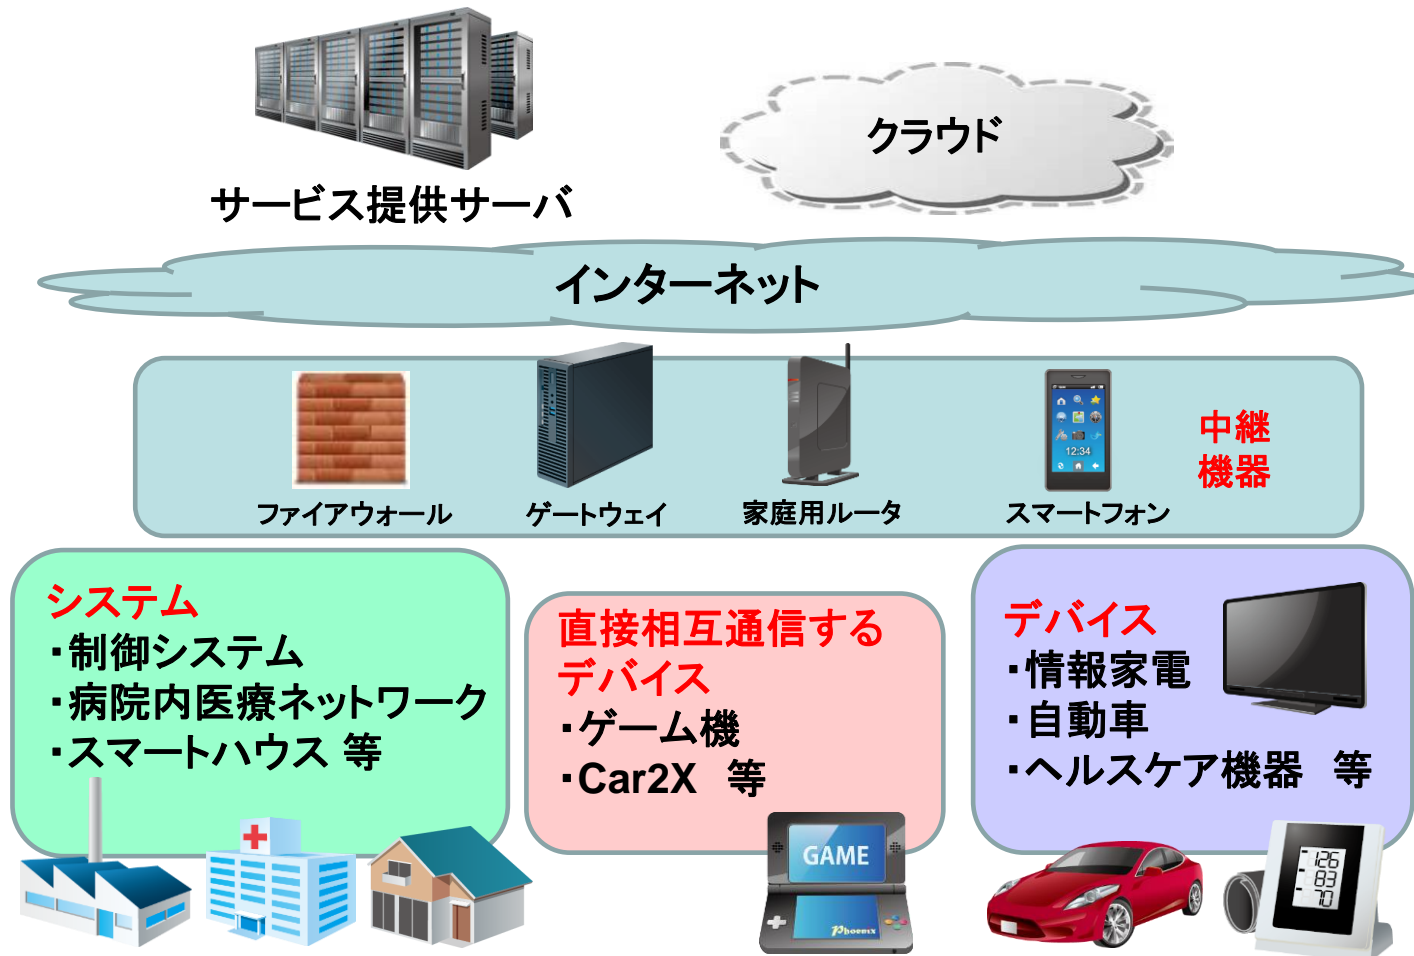 クラウド
サービス提供サーバ
インターネット
ファイアウォール
ゲートウェイ
家庭用ルータ
12:34
スマートフォン
中継
機器
システム
・制御システム
・病院内医療ネットワーク
・スマートハウス 等
直接相互通信する
デバイス
・ゲーム機
・Car2X 等
GAME
Phoenix
デバイス
・情報家電
・自動車
・ヘルスケア機器 等
126
83
70